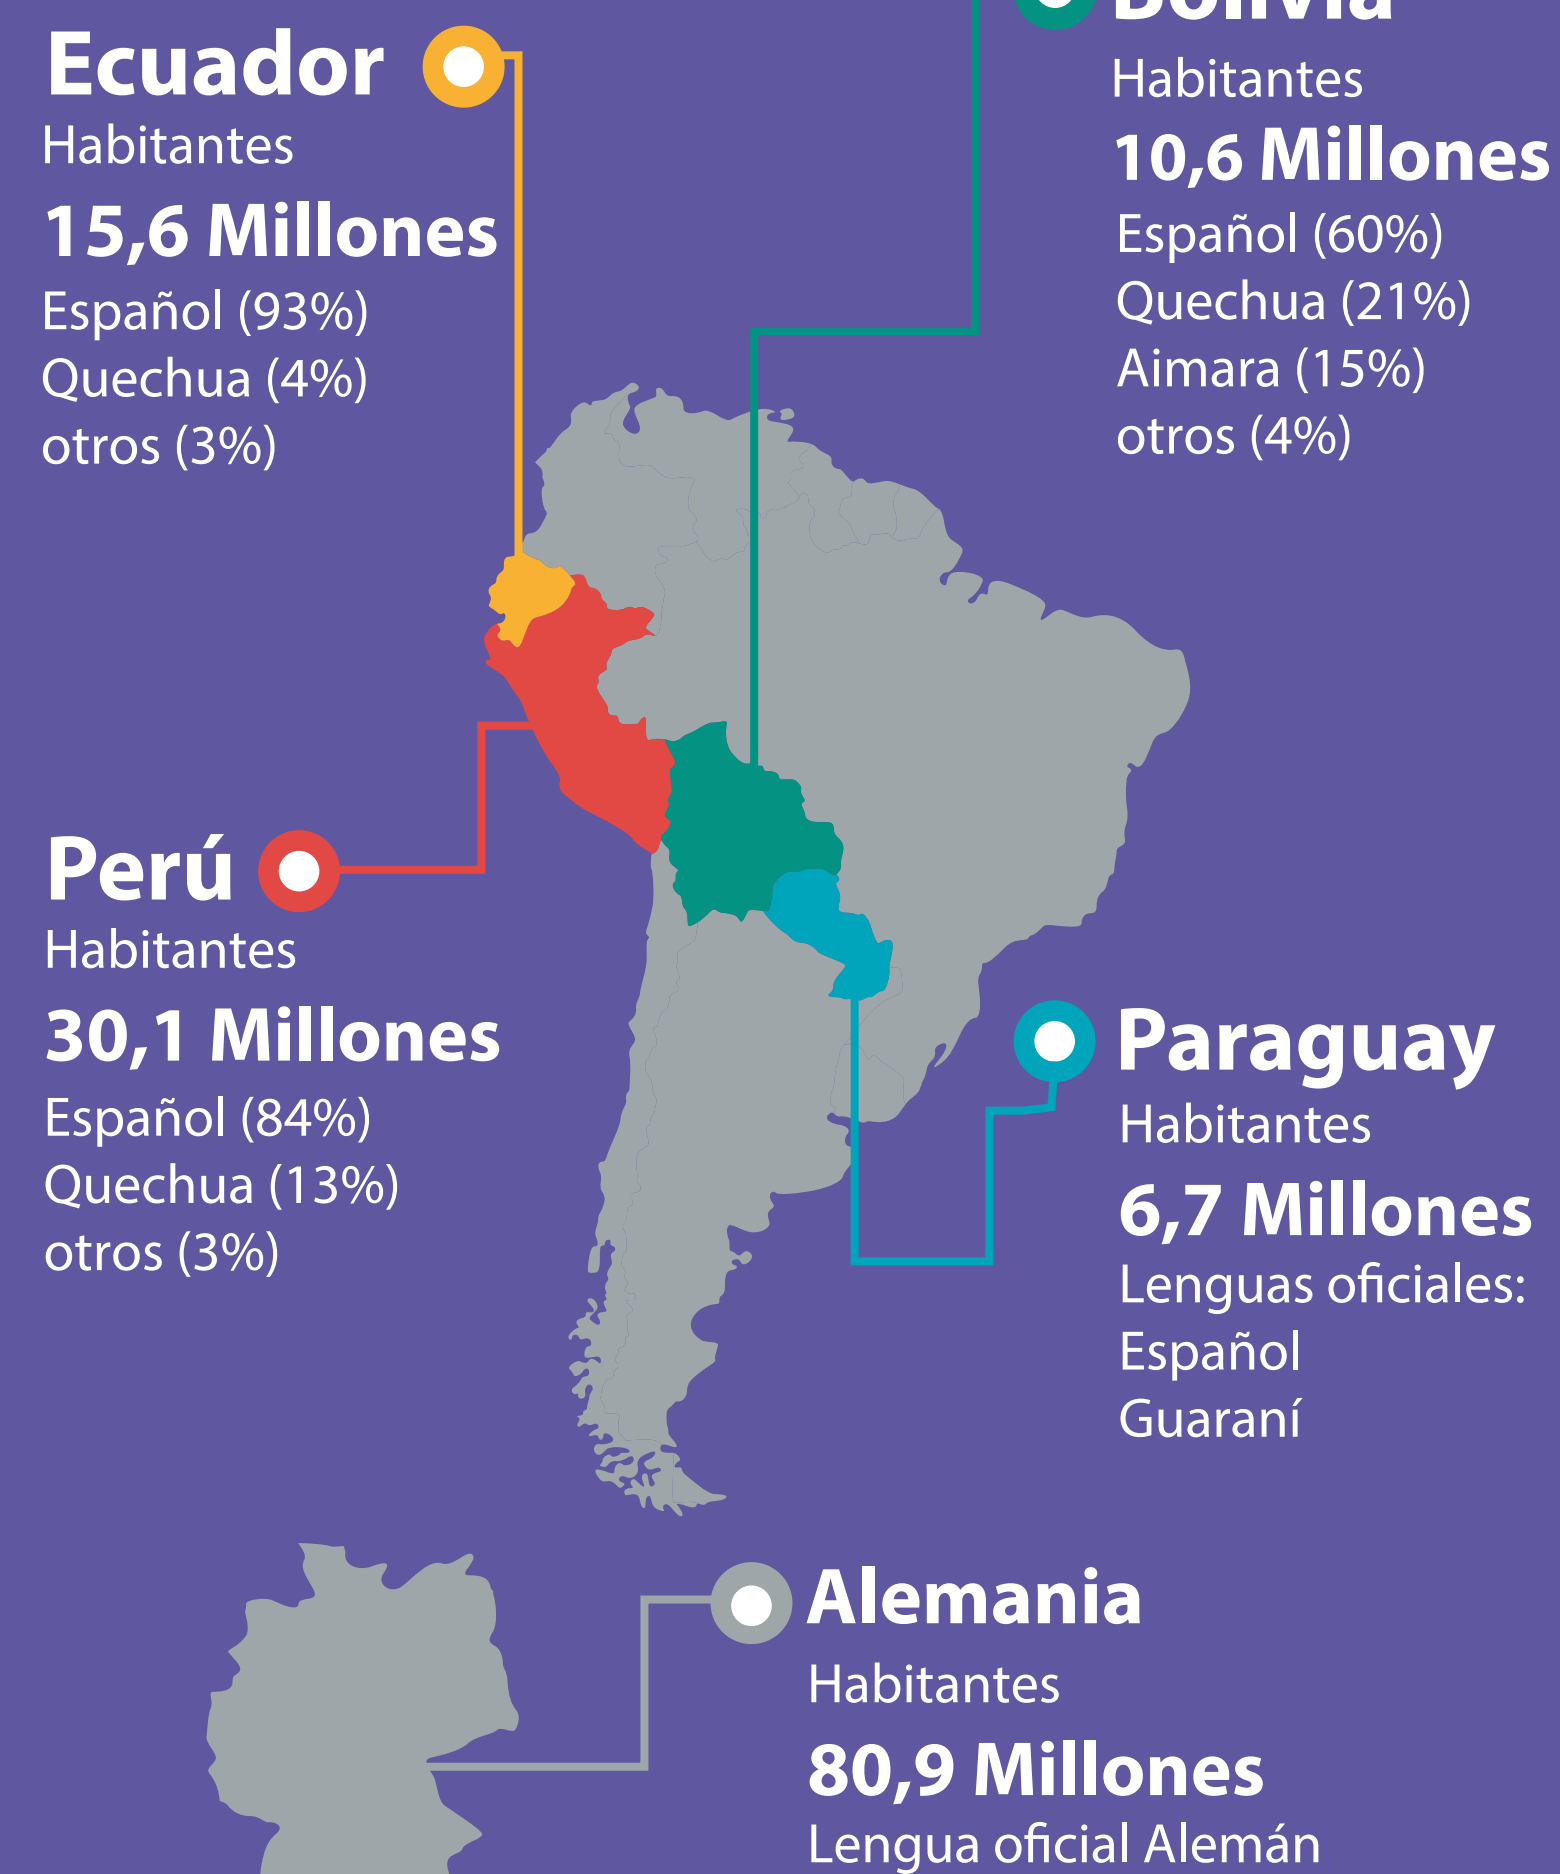 Ecuador
Habitantes
15,6 Millones
Español (93%)
Quechua (4%)
otros (3%)
Bolivia
Habitantes
10,6 Millones
Español (60%)
Quechua (21%)
Aimara (15%)
otros (4%)
Perú
Habitantes
30,1 Millones
Español (84%)
Quechua (13%)
otros (3%)
Paraguay
Habitantes
6,7 Millones
Lenguas oficiales:
Español
Guaraní
Alemania
Habitantes
80,9 Millones
Lengua oficial Alemán